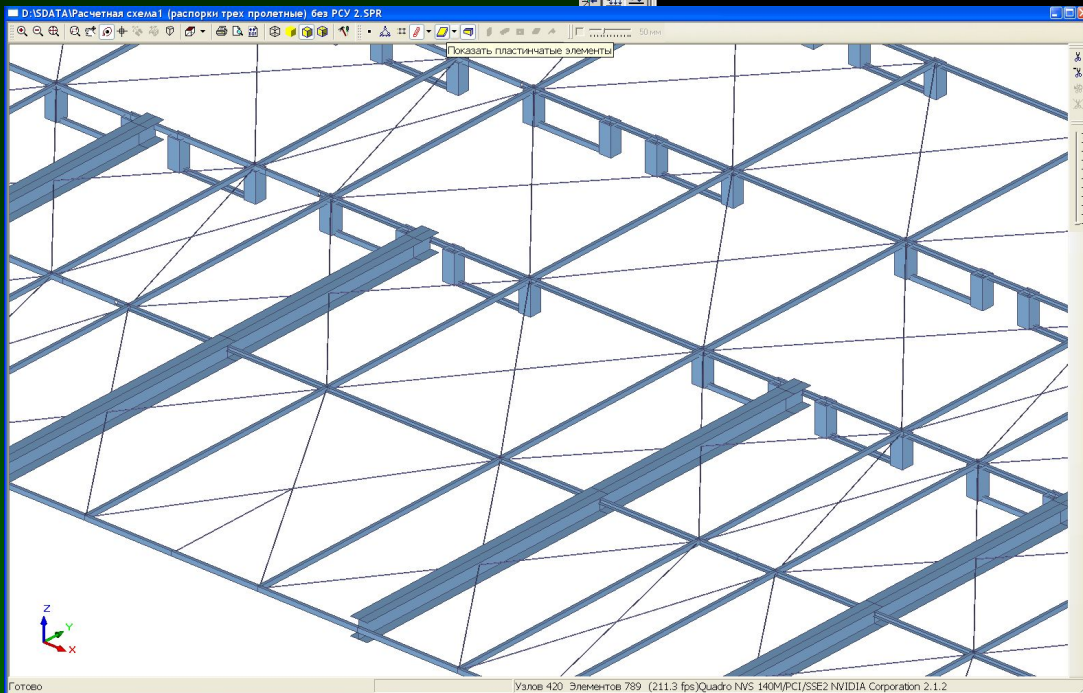 D:\SDATA\Расчетная схема1 (распорки трех пролетные) без РСУ 2.SPR
50 мм
Показать пластинчатые элементы
Z
Y
X
Готово
Узлов 420 Элементов 789 (211.3 fps)Quadro NVS 140M/PCI/SSE2 NVIDIA Corporation 2.1.2